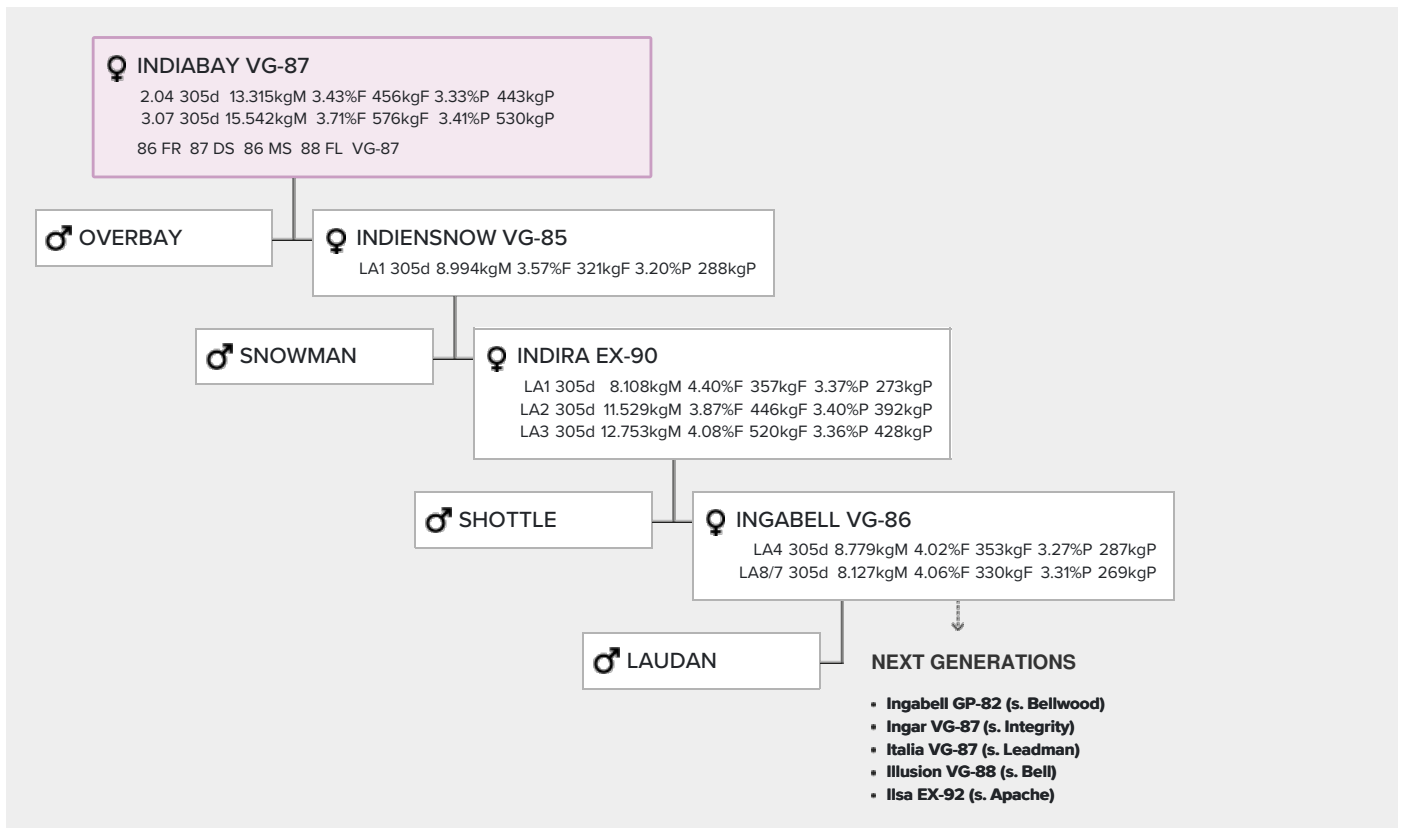 INDIABAY VG-87
2.04 305d 13.315kgM 3.43%F 456kgF 3.33%P 443kgP
3.07 305d 15.542kgM 3.71%F 576kgF 3.41%P 530kgP
86 FR 87 DS 86 MS 88 FL VG-87
OVERBAY
INDIENSNOW VG-85
LA1 305d 8.994kgM 3.57%F 321kgF 3.20%P 288kgP
SNOWMAN
INDIRA EX-90
LA1 305d 8.108kgM 4.40%F 357kgF 3.37%P 273kgP
LA2 305d 11.529kgM 3.87%F 446kgF 3.40%P 392kgP
LA3 305d 12.753kgM 4.08%F 520kgF 3.36%P 428kgP
SHOTTLE
INGABELL VG-86
LA4 305d 8.779kgM 4.02%F 353kgF 3.27%P 287kgP
LA8/7 305d 8.127kgM 4.06%F 330kgF 3.31%P 269kgP
LAUDAN
NEXT GENERATIONS
• Ingabell GP-82 (s. Bellwood)
• Ingar VG-87 (s. Integrity)
• Italia VG-87 (s. Leadman)
• Illusion VG-88 (s. Bell)
• Ilsa EX-92 (s. Apache)